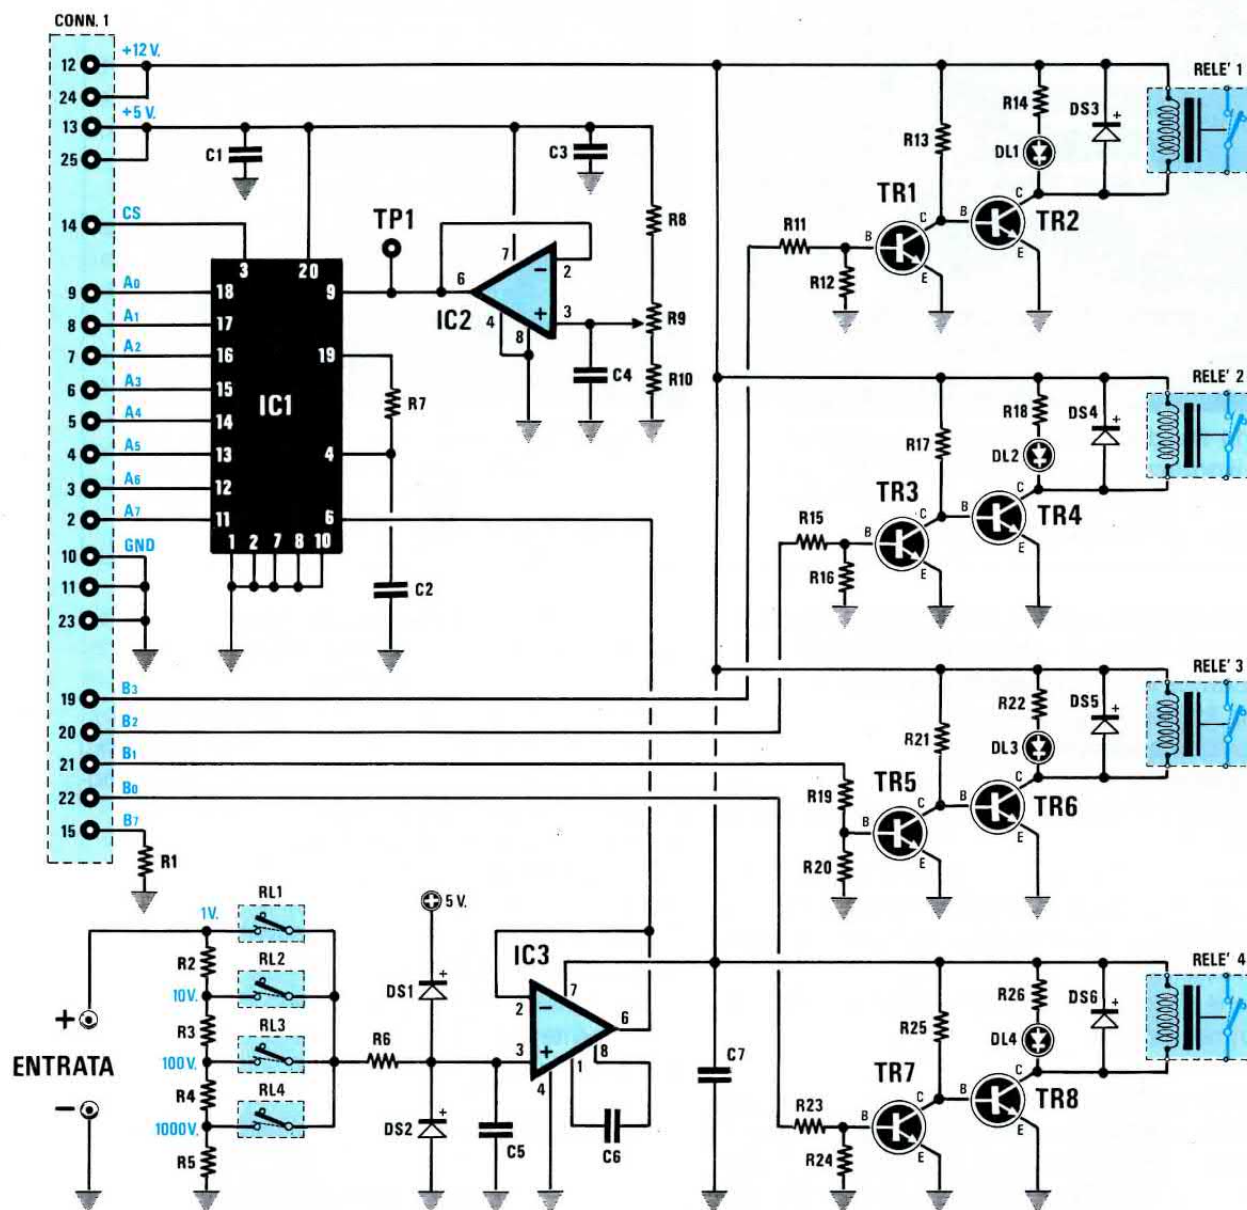 CONN. 1
12 +12 V.
24
13 +5 V.
25
14 CS
9 A0
8 A1
7 A2
6 A3
5 A4
4 A5
3 A6
2 A7
10 GND
11
23
19 B3
20 B2
21 B1
22 B0
15 B7
R1
C1
3 20
18 9
17
16 19
15
IC1
14
13 4
12
11 6
1 2 7 8 10
TP1
R7
C2
C3
7
6 2
IC2
4 8 3
C4
R8
R9
R10
R11
R12
R13
R14
DL1
DS3
RELE' 1
TR1
B C E
TR2
B C E
R15
R16
R17
R18
DL2
DS4
RELE' 2
TR3
B C E
TR4
B C E
R19
R20
R21
R22
DL3
DS5
RELE' 3
TR5
B C E
TR6
B C E
R23
R24
R25
R26
DL4
DS6
RELE' 4
TR7
B C E
TR8
B C E
+
ENTRATA
−
1V.
R2
10V.
R3
100V.
R4
1000V.
R5
RL1
RL2
RL3
RL4
R6
5 V.
DS1
DS2
C5
IC3
7
2 6
3 8
4 1
C6
C7